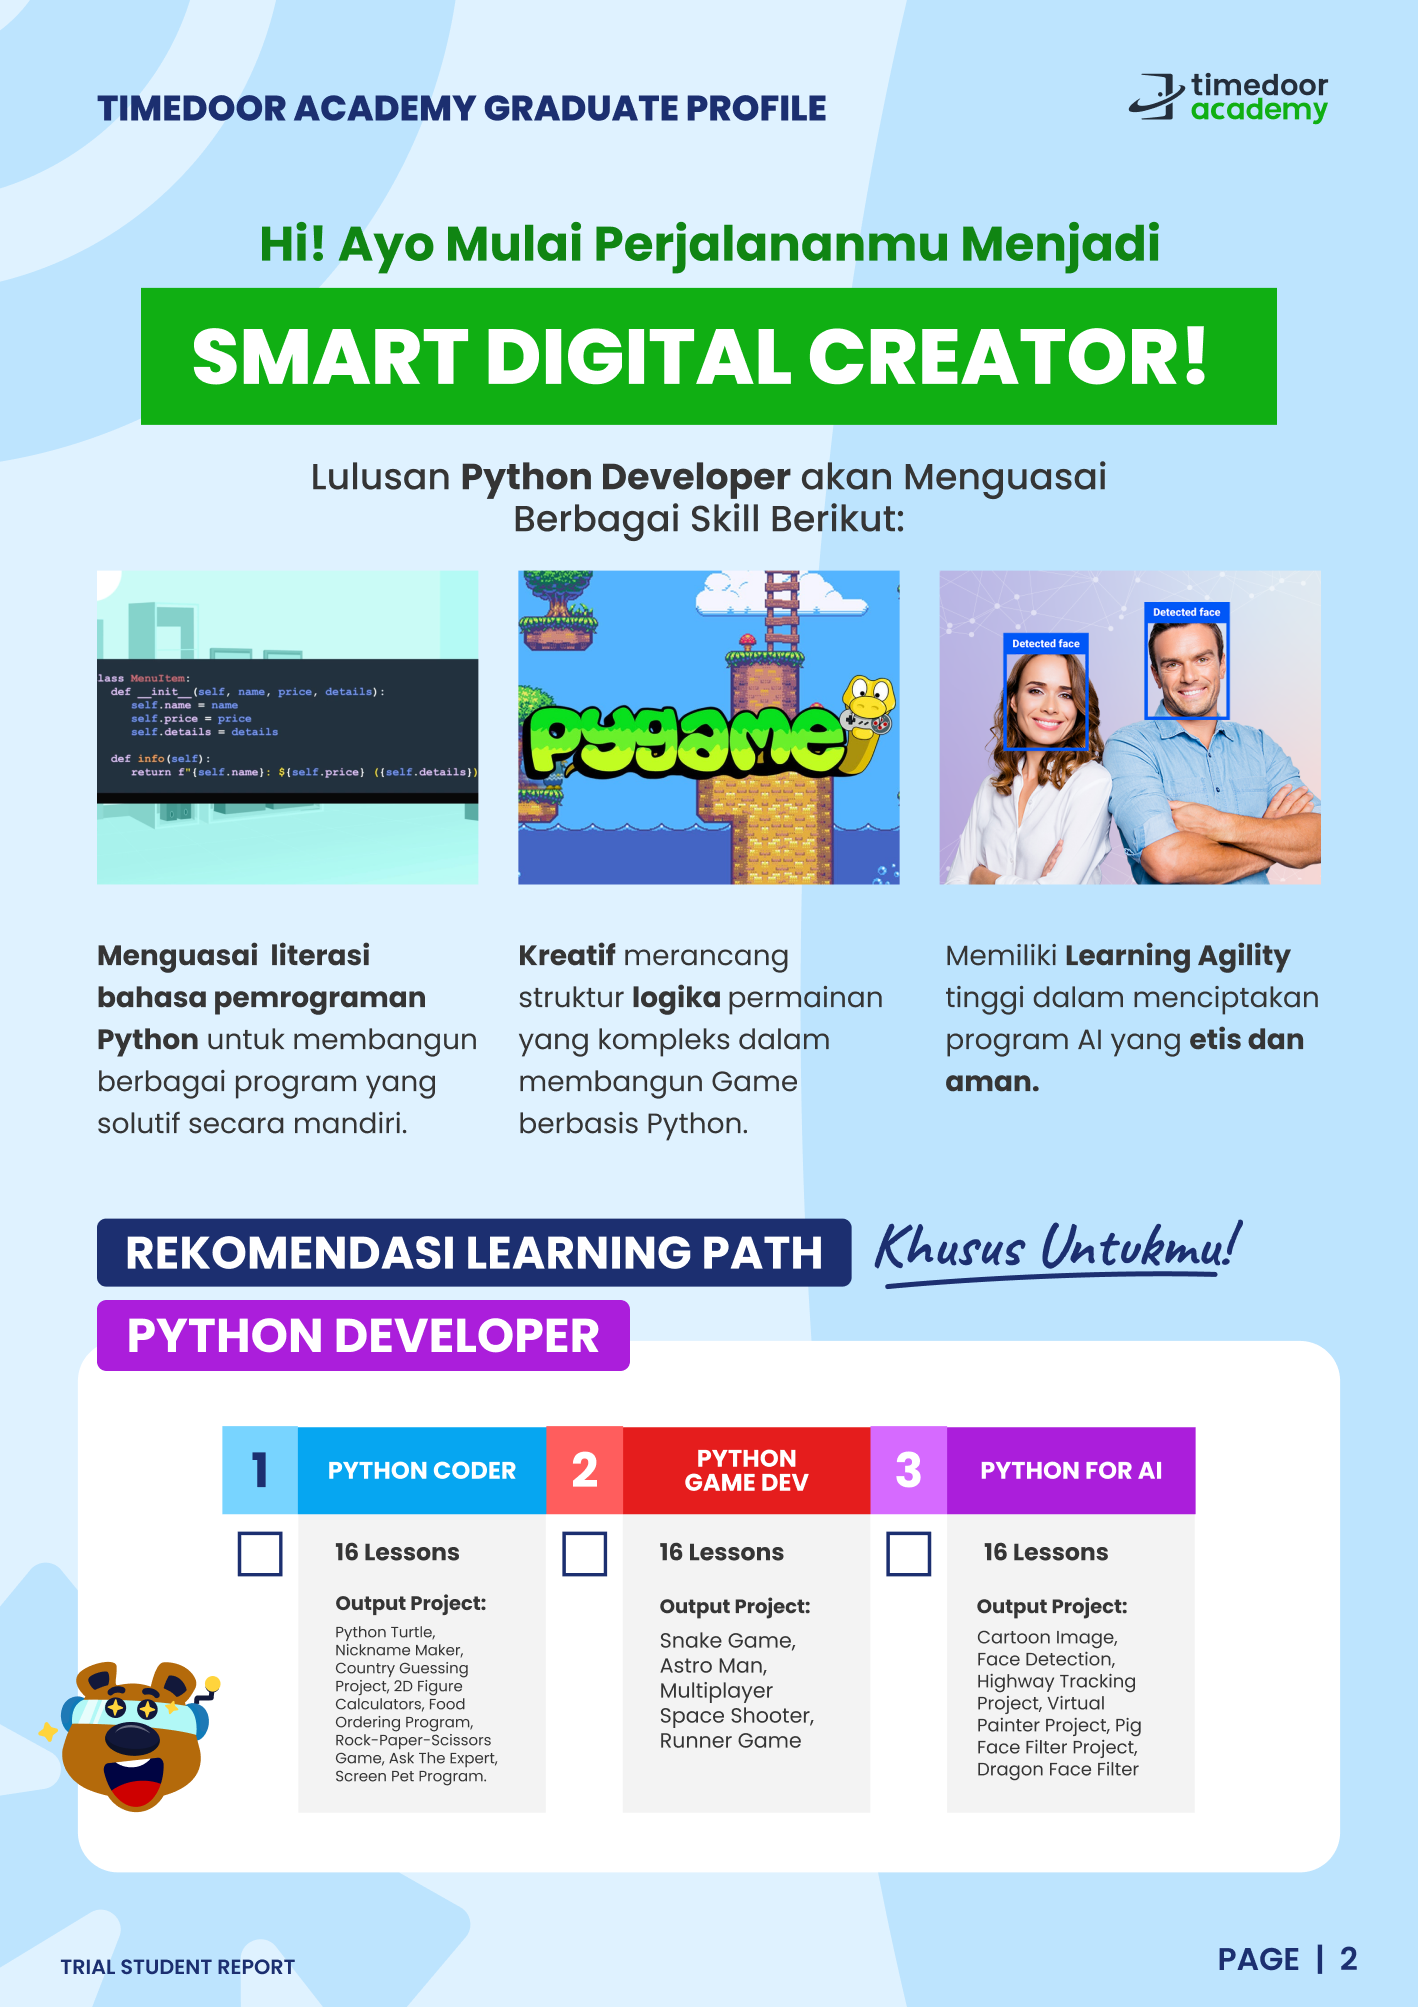 TIMEDOOR ACADEMY GRADUATE PROFILE
timedoor
academy
Hi! Ayo Mulai Perjalananmu Menjadi
SMART DIGITAL CREATOR!
Lulusan Python Developer akan Menguasai
Berbagai Skill Berikut:
lass MenuItem:
def __init__(self, name, price, details):
self.name = name
self.price = price
self.details = details
def info(self):
return f"{self.name}: ${self.price} ({self.details})
pygame
Detected face
Detected face
Menguasai literasi
bahasa pemrograman
Python untuk membangun
berbagai program yang
solutif secara mandiri.
Kreatif merancang
struktur logika permainan
yang kompleks dalam
membangun Game
berbasis Python.
Memiliki Learning Agility
tinggi dalam menciptakan
program AI yang etis dan
aman.
REKOMENDASI LEARNING PATH
Khusus Untukmu!
PYTHON DEVELOPER
1
PYTHON CODER
16 Lessons
Output Project:
Python Turtle,
Nickname Maker,
Country Guessing
Project, 2D Figure
Calculators, Food
Ordering Program,
Rock-Paper-Scissors
Game, Ask The Expert,
Screen Pet Program.
2
PYTHON
GAME DEV
16 Lessons
Output Project:
Snake Game,
Astro Man,
Multiplayer
Space Shooter,
Runner Game
3
PYTHON FOR AI
16 Lessons
Output Project:
Cartoon Image,
Face Detection,
Highway Tracking
Project, Virtual
Painter Project, Pig
Face Filter Project,
Dragon Face Filter
TRIAL STUDENT REPORT
PAGE | 2